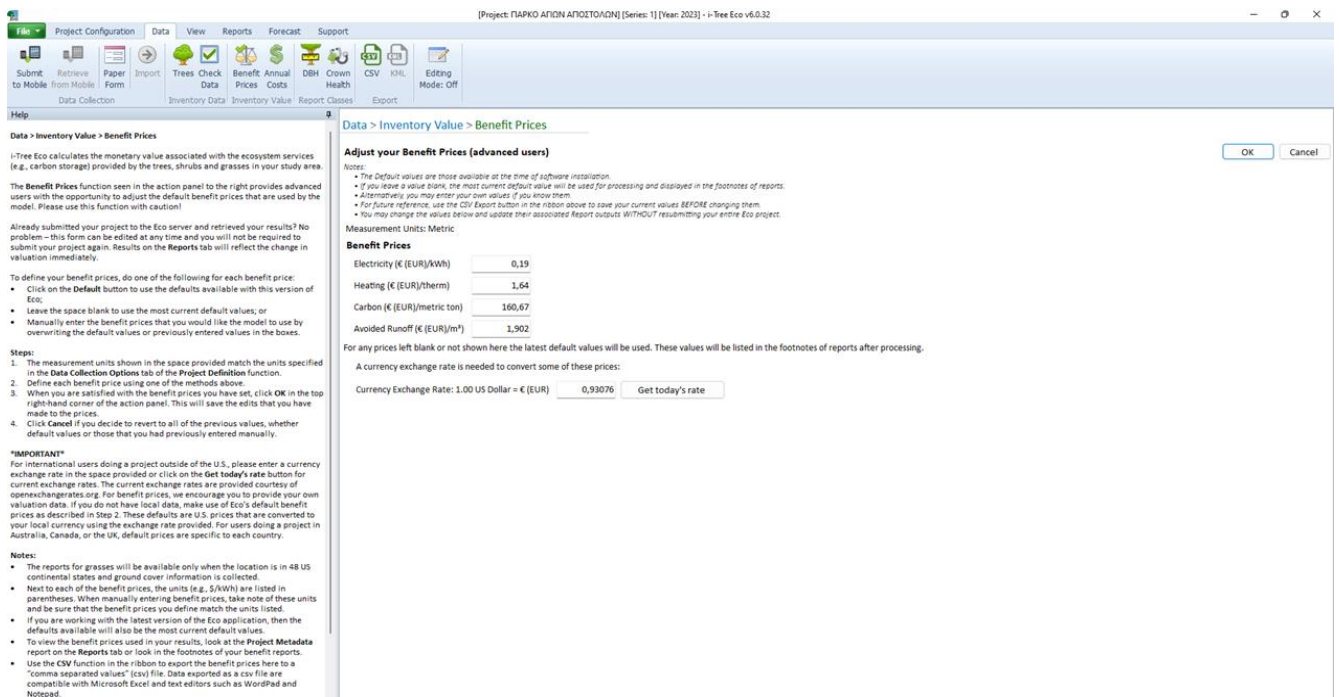 [Project: ΠΑΡΚΟ ΑΓΙΩΝ ΑΠΟΣΤΟΛΩΝ] [Series: 1] [Year: 2023] - i-Tree Eco v6.0.32
File Project Configuration Data View Reports Forecast Support
Submit to Mobile
Retrieve from Mobile
Paper Form
Import
Trees
Check Data
Benefit Prices
Annual Costs
DBH
Crown Health
CSV
KML
Editing Mode: Off
Data Collection Inventory Data Inventory Value Report Classes Export
Help
Data > Inventory Value > Benefit Prices
i-Tree Eco calculates the monetary value associated with the ecosystem services
(e.g., carbon storage) provided by the trees, shrubs and grasses in your study area.
The Benefit Prices function seen in the action panel to the right provides advanced
users with the opportunity to adjust the default benefit prices that are used by the
model. Please use this function with caution!
Already submitted your project to the Eco server and retrieved your results? No
problem – this form can be edited at any time and you will not be required to
submit your project again. Results on the Reports tab will reflect the change in
valuation immediately.
To define your benefit prices, do one of the following for each benefit price:
• Click on the Default button to use the defaults available with this version of
Eco;
• Leave the space blank to use the most current default values; or
• Manually enter the benefit prices that you would like the model to use by
overwriting the default values or previously entered values in the boxes.
Steps:
1. The measurement units shown in the space provided match the units specified
in the Data Collection Options tab of the Project Definition function.
2. Define each benefit price using one of the methods above.
3. When you are satisfied with the benefit prices you have set, click OK in the top
right-hand corner of the action panel. This will save the edits that you have
made to the prices.
4. Click Cancel if you decide to revert to all of the previous values, whether
default values or those that you had previously entered manually.
*IMPORTANT*
For international users doing a project outside of the U.S., please enter a currency
exchange rate in the space provided or click on the Get today's rate button for
current exchange rates. The current exchange rates are provided courtesy of
openexchangerates.org. For benefit prices, we encourage you to provide your own
valuation data. If you do not have local data, make use of Eco's default benefit
prices as described in Step 2. These defaults are U.S. prices that are converted to
your local currency using the exchange rate provided. For users doing a project in
Australia, Canada, or the UK, default prices are specific to each country.
Notes:
• The reports for grasses will be available only when the location is in 48 US
continental states and ground cover information is collected.
• Next to each of the benefit prices, the units (e.g., $/kWh) are listed in
parentheses. When manually entering benefit prices, take note of these units
and be sure that the benefit prices you define match the units listed.
• If you are working with the latest version of the Eco application, then the
defaults available will also be the most current default values.
• To view the benefit prices used in your results, look at the Project Metadata
report on the Reports tab or look in the footnotes of your benefit reports.
• Use the CSV function in the ribbon to export the benefit prices here to a
"comma separated values" (csv) file. Data exported as a csv file are
compatible with Microsoft Excel and text editors such as WordPad and
Notepad.
Data > Inventory Value > Benefit Prices
Adjust your Benefit Prices (advanced users)
OK Cancel
Notes:
• The Default values are those available at the time of software installation.
• If you leave a value blank, the most current default value will be used for processing and displayed in the footnotes of reports.
• Alternatively, you may enter your own values if you know them.
• For future reference, use the CSV Export button in the ribbon above to save your current values BEFORE changing them.
• You may change the values below and update their associated Report outputs WITHOUT resubmitting your entire Eco project.
Measurement Units: Metric
Benefit Prices
Electricity (€ (EUR)/kWh) 0,19
Heating (€ (EUR)/therm) 1,64
Carbon (€ (EUR)/metric ton) 160,67
Avoided Runoff (€ (EUR)/m³) 1,902
For any prices left blank or not shown here the latest default values will be used. These values will be listed in the footnotes of reports after processing.
A currency exchange rate is needed to convert some of these prices:
Currency Exchange Rate: 1.00 US Dollar = € (EUR) 0,93076 Get today's rate